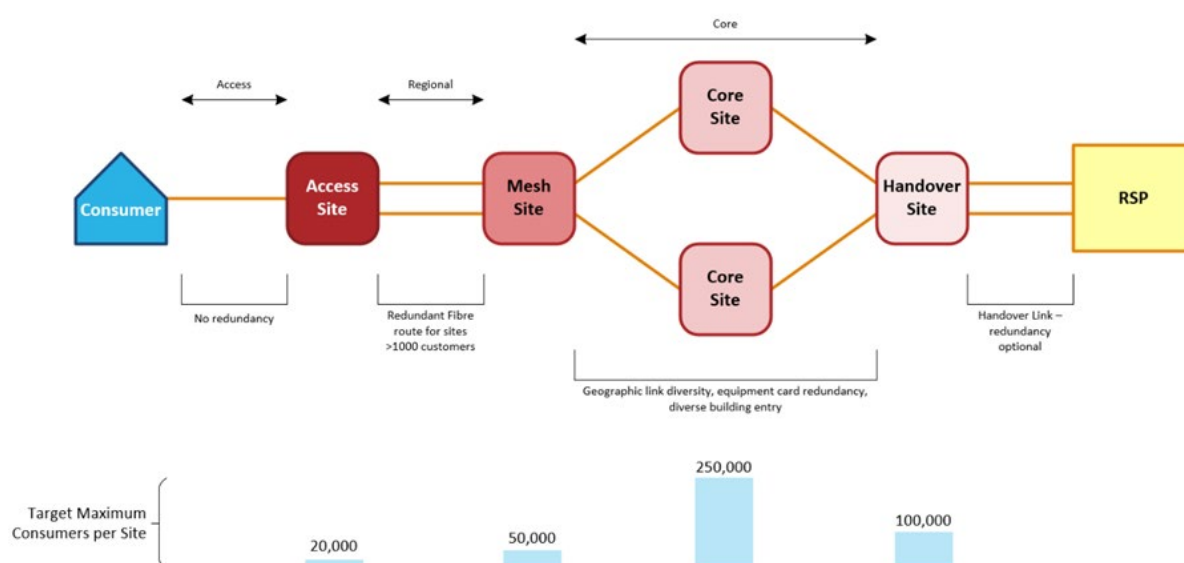 Core
Access
Regional
Core
Site
Consumer
Access
Site
Mesh
Site
Handover
Site
RSP
Core
Site
No redundancy
Redundant Fibre
route for sites
>1000 customers
Handover Link –
redundancy
optional
Geographic link diversity, equipment card redundancy,
diverse building entry
Target Maximum
Consumers per Site
20,000
50,000
250,000
100,000